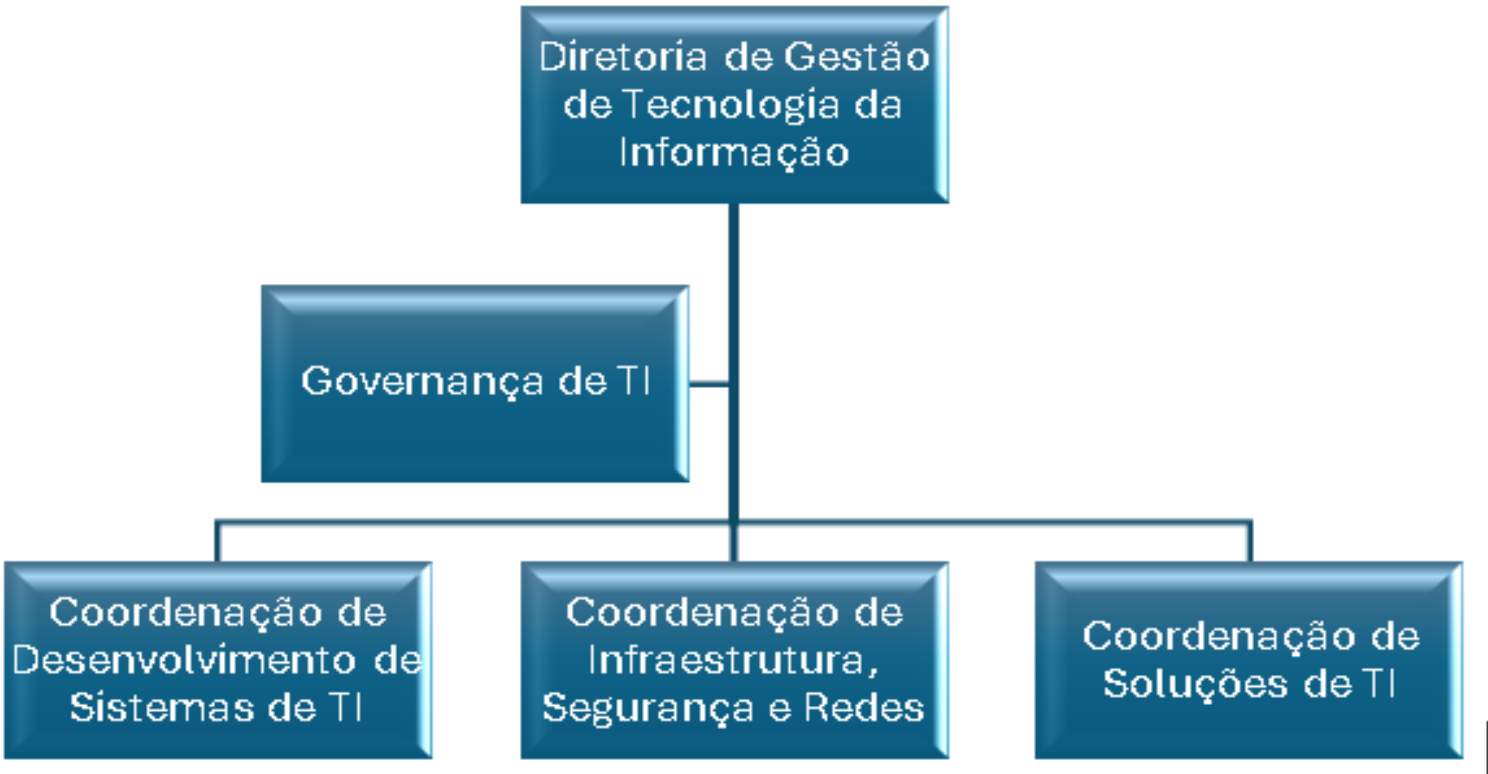 Diretoria de Gestão
de Tecnologia da
Informação
Governança de TI
Coordenação de
Desenvolvimento de
Sistemas de TI
Coordenação de
Infraestrutura,
Segurança e Redes
Coordenação de
Soluções de TI